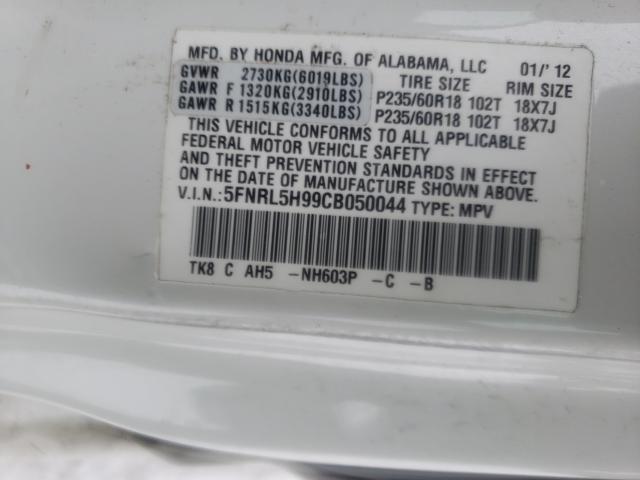 MFD. BY HONDA MFG. OF ALABAMA, LLC 01/'12
GVWR 2730KG(6019LBS) TIRE SIZE RIM SIZE
GAWR F 1320KG(2910LBS) P235/60R18 102T 18X7J
GAWR R 1515KG(3340LBS) P235/60R18 102T 18X7J
THIS VEHICLE CONFORMS TO ALL APPLICABLE
FEDERAL MOTOR VEHICLE SAFETY
AND THEFT PREVENTION STANDARDS IN EFFECT
ON THE DATE OF MANUFACTURE SHOWN ABOVE.
V.I.N.:5FNRL5H99CB050044 TYPE: MPV
TK8 C AH5 -NH603P -C -B